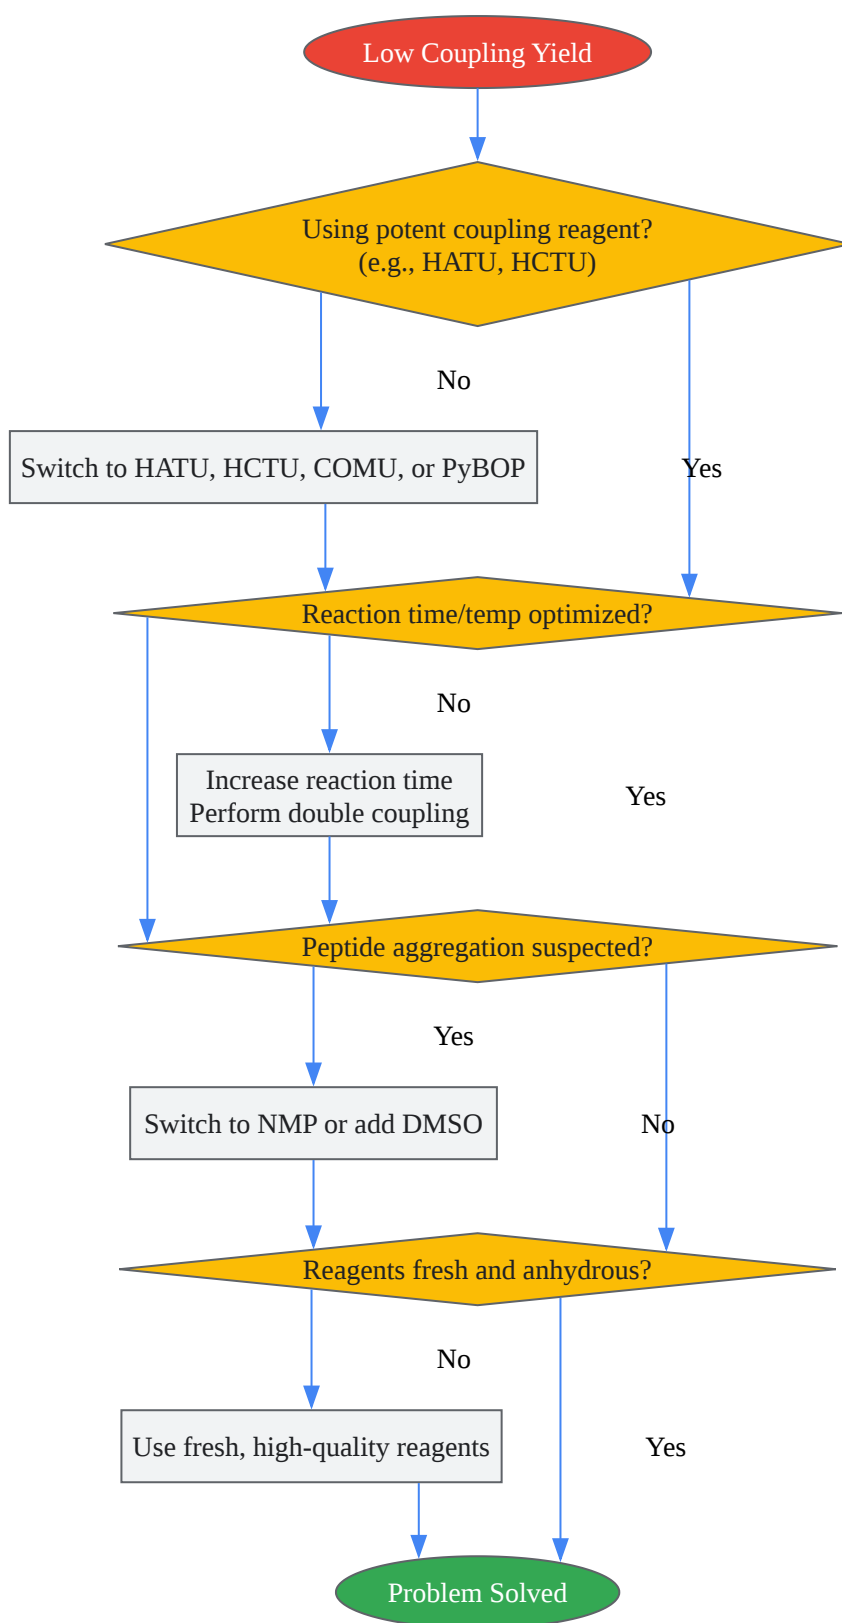 Low Coupling Yield
Using potent coupling reagent?
(e.g., HATU, HCTU)
No
Switch to HATU, HCTU, COMU, or PyBOP
Yes
Reaction time/temp optimized?
No
Increase reaction time
Perform double coupling
Yes
Peptide aggregation suspected?
Yes
Switch to NMP or add DMSO
No
Reagents fresh and anhydrous?
No
Use fresh, high-quality reagents
Yes
Problem Solved